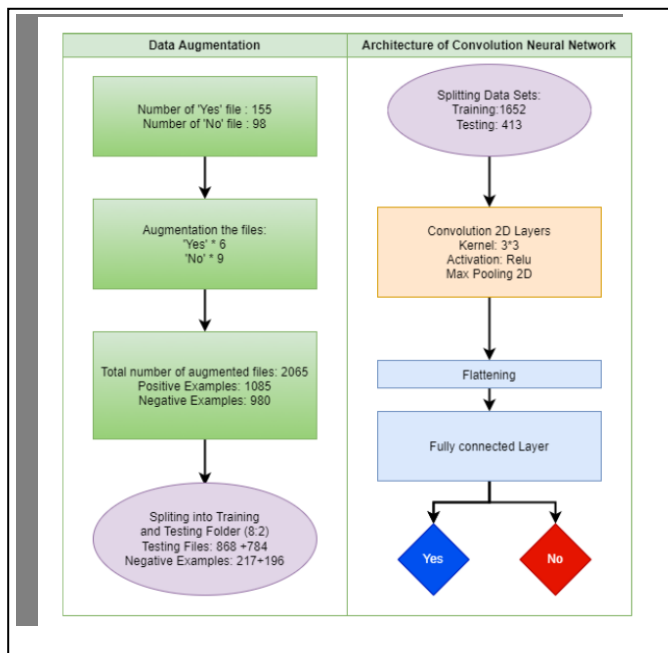 Data Augmentation
Number of 'Yes' file : 155
Number of 'No' file : 98
Augmentation the files:
'Yes' * 6
'No' * 9
Total number of augmented files: 2065
Positive Examples: 1085
Negative Examples: 980
Spliting into Training
and Testing Folder (8:2)
Testing Files: 868 +784
Negative Examples: 217+196
Architecture of Convolution Neural Network
Splitting Data Sets:
Training:1652
Testing: 413
Convolution 2D Layers
Kernel: 3*3
Activation: Relu
Max Pooling 2D
Flattening
Fully connected Layer
Yes
No